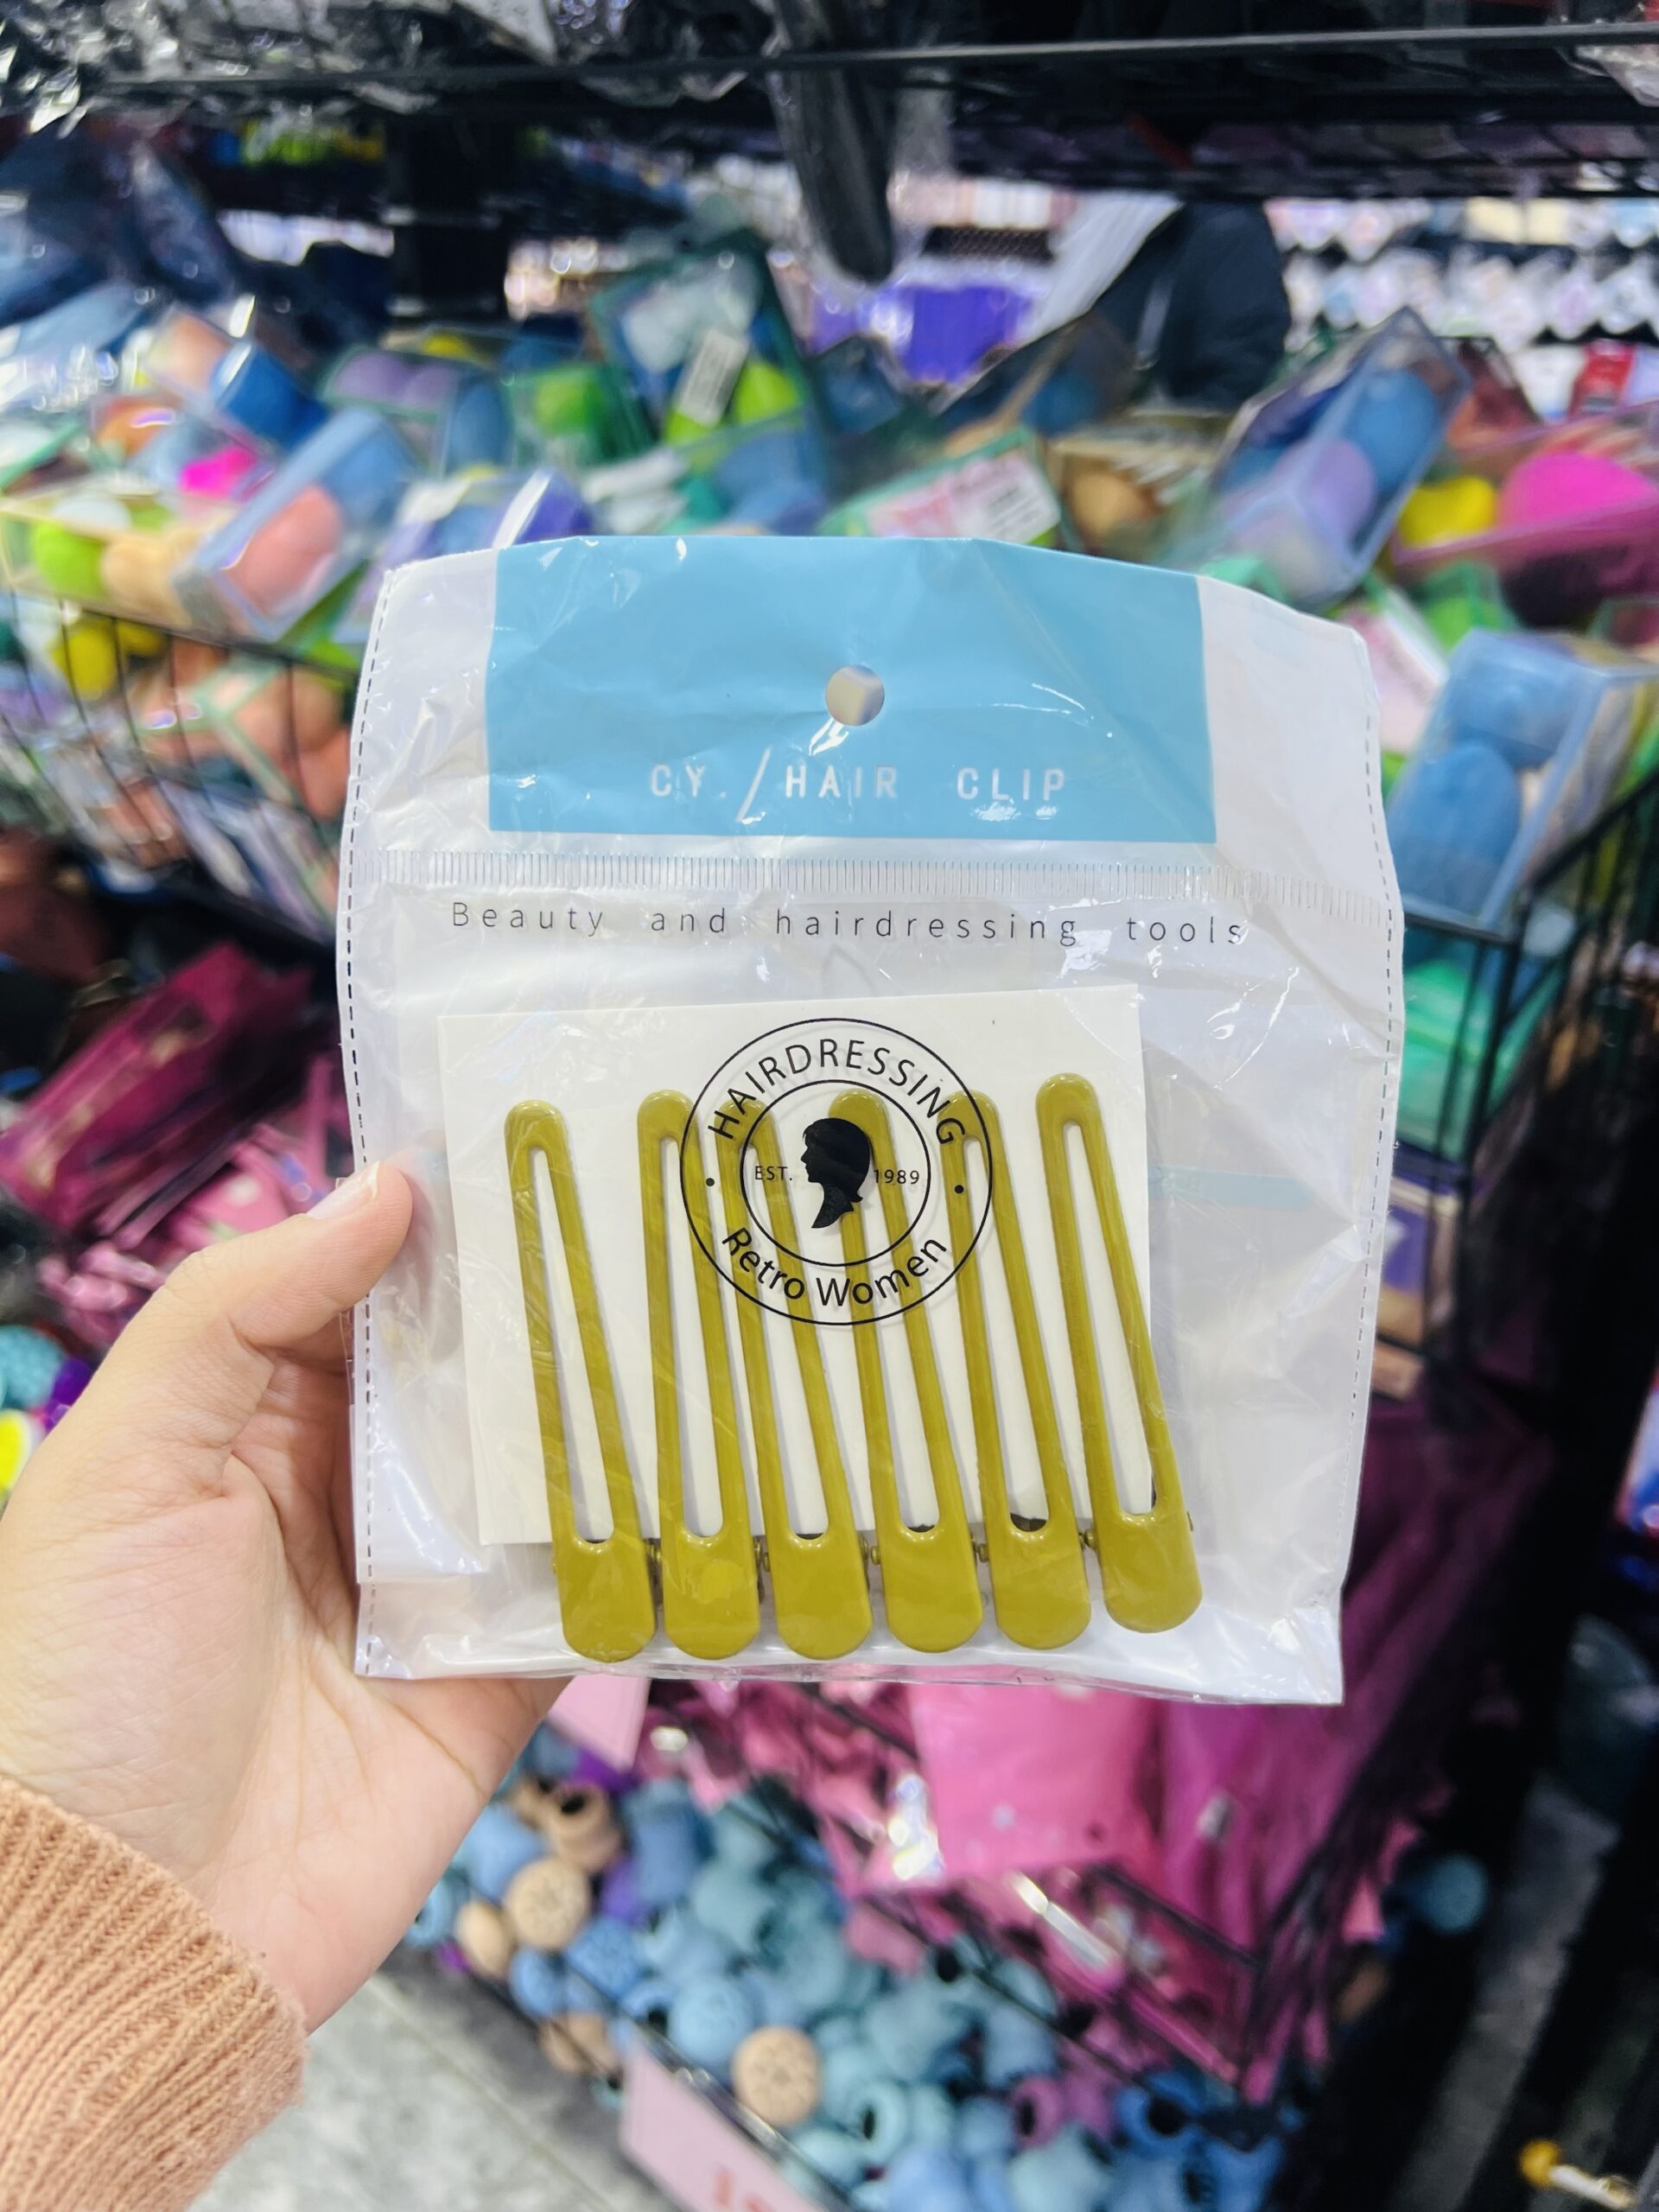 CY. / HAIR CLIP
Beauty and hairdressing tools
HAIRDRESSING
EST. 1989
Retro Women